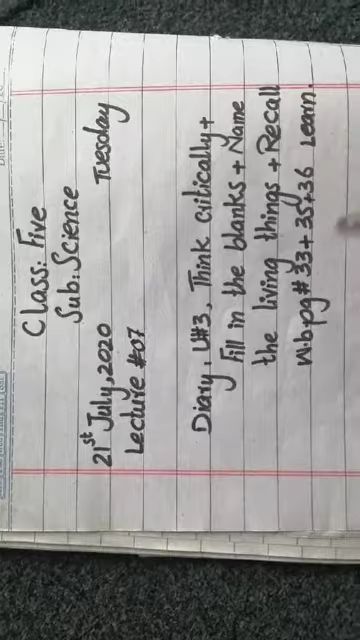 Class: Five
Sub: Science
21st July, 2020 Tuesday
Lecture #07
Diary, U#3, Think critically +
Fill in the blanks + Name
the living things + Recall
W.b.pg # 33+35+36 Learn.